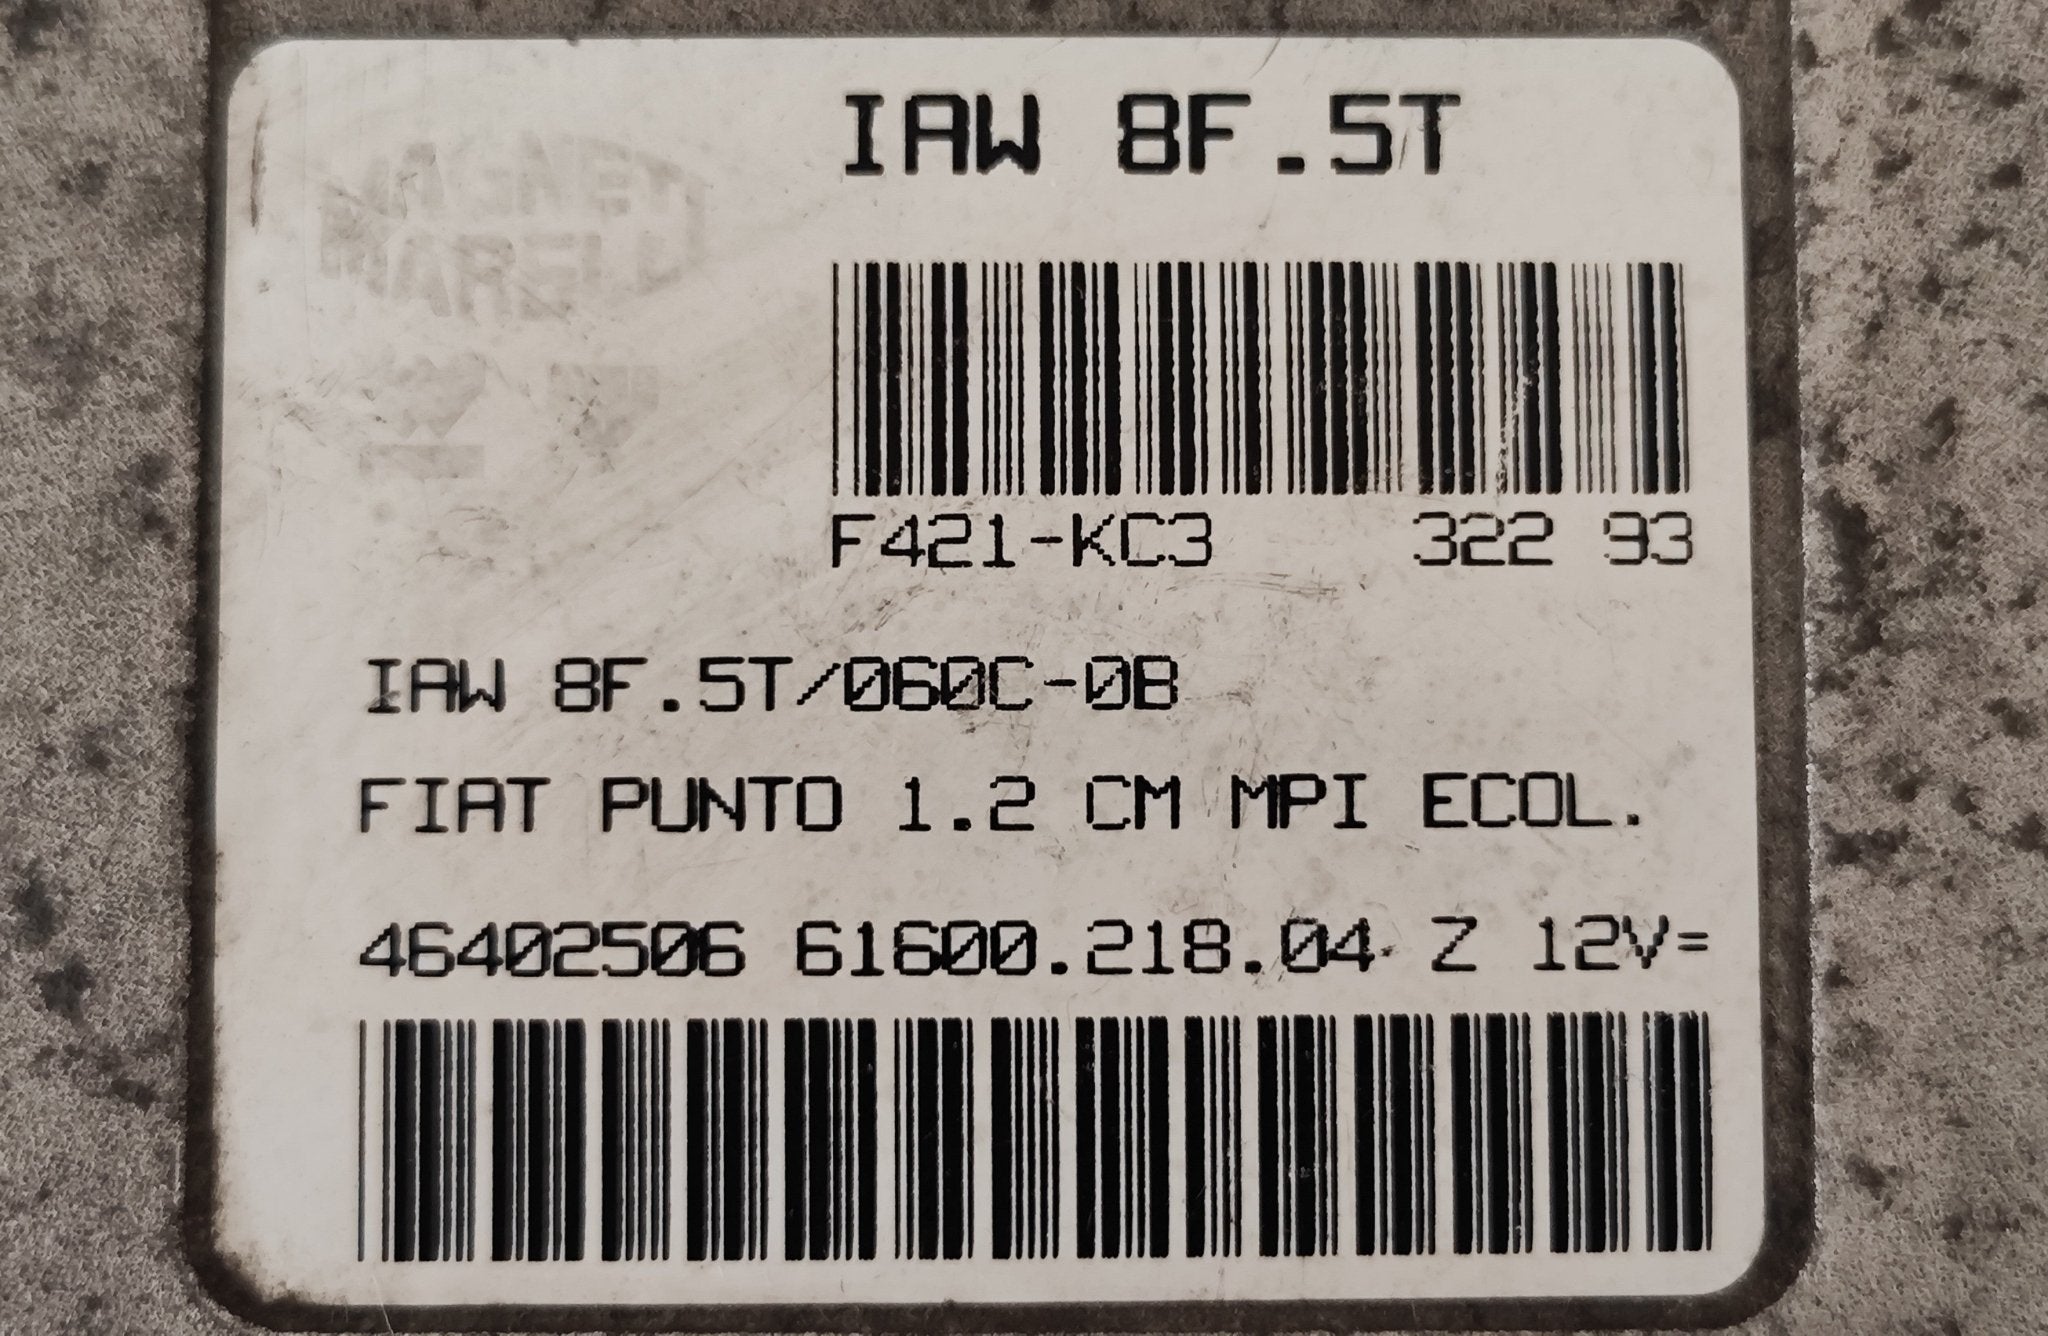 IAW 8F.5T
F421-KC3 322 93
IAW 8F.5T/060C-0B
FIAT PUNTO 1.2 CM MPI ECOL.
46402506 61600.218.04 Z 12V=